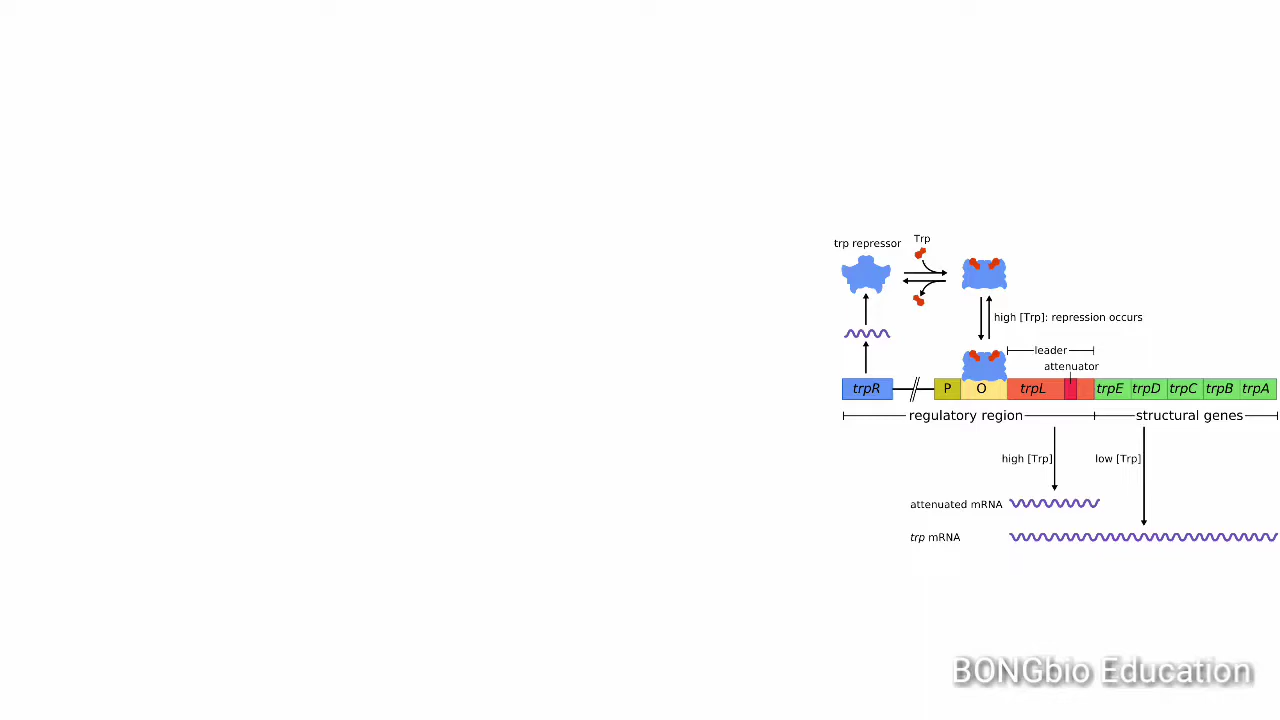 Trp
trp repressor
high [Trp]: repression occurs
leader
attenuator
trpR P O trpL trpE trpD trpC trpB trpA
regulatory region structural genes
high [Trp] low [Trp]
attenuated mRNA
trp mRNA
BONGbio Education